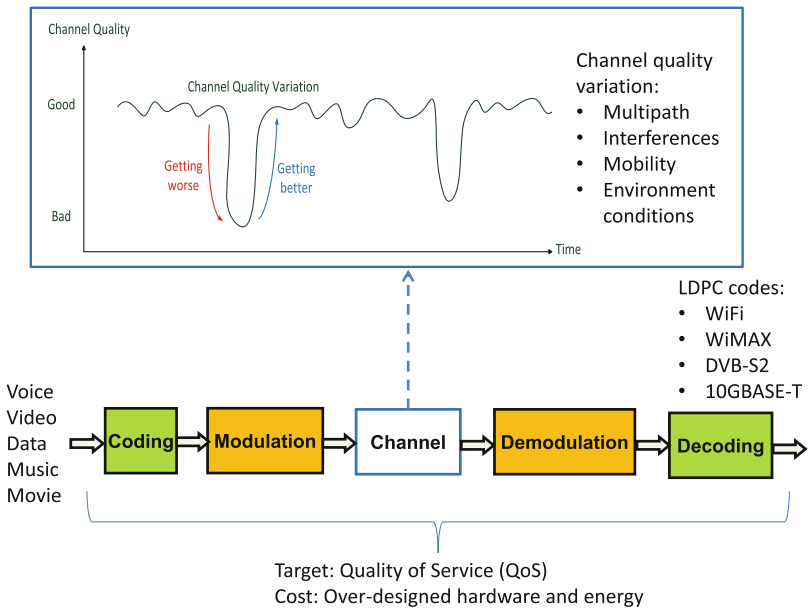 Channel Quality
Channel Quality Variation
Good
Getting
worse
Getting
better
Bad
Time
Channel quality
variation:
• Multipath
• Interferences
• Mobility
• Environment
conditions
LDPC codes:
• WiFi
• WiMAX
• DVB-S2
• 10GBASE-T
Voice
Video
Data
Music
Movie
Coding
Modulation
Channel
Demodulation
Decoding
Target: Quality of Service (QoS)
Cost: Over-designed hardware and energy